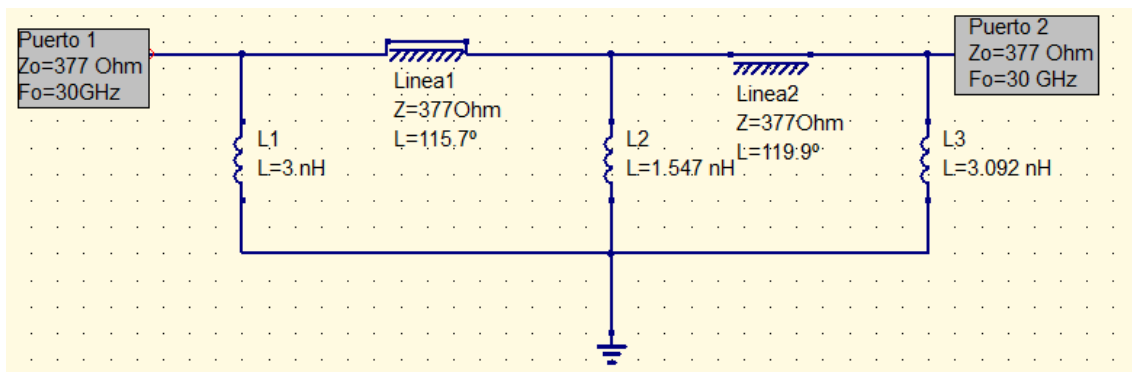 Puerto 1
Zo=377 Ohm
Fo=30GHz
Linea1
Z=377Ohm
L=115.7º
L1
L=3 nH
L2
L=1.547 nH
Linea2
Z=377Ohm
L=119.9º
L3
L=3.092 nH
Puerto 2
Zo=377 Ohm
Fo=30 GHz